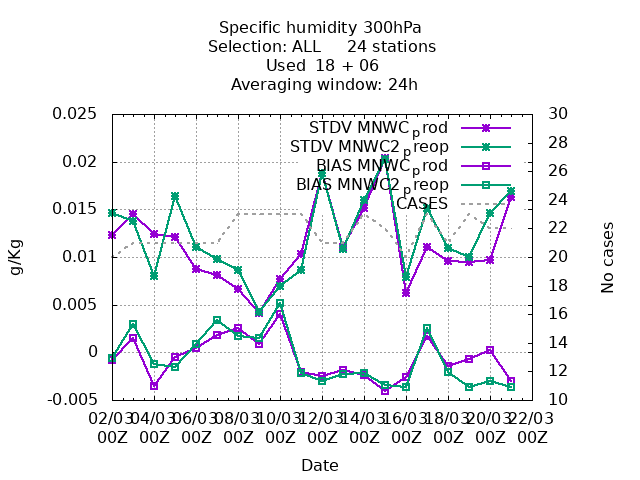 Specific humidity 300hPa
Selection: ALL 24 stations
Used 18 + 06
Averaging window: 24h
g/Kg
No cases
0.025
0.02
0.015
0.01
0.005
0
-0.005
30
28
26
24
22
20
18
16
14
12
10
STDV MNWC_prod
STDV MNWC2_preop
BIAS MNWC_prod
BIAS MNWC2_preop
CASES
02/03 04/03 06/03 08/03 10/03 12/03 14/03 16/03 18/03 20/03 22/03
00Z 00Z 00Z 00Z 00Z 00Z 00Z 00Z 00Z 00Z 00Z
Date